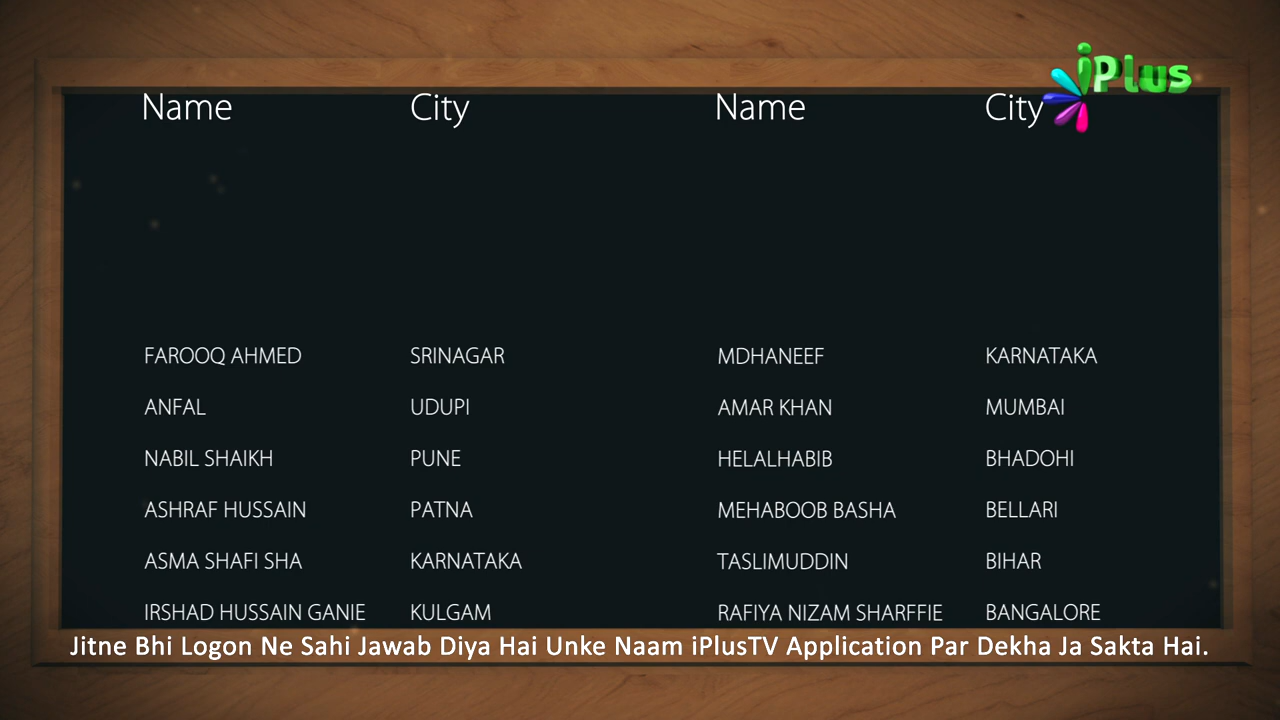 iPlus
Name City Name City
FAROOQ AHMED SRINAGAR MDHANEEF KARNATAKA
ANFAL UDUPI AMAR KHAN MUMBAI
NABIL SHAIKH PUNE HELALHABIB BHADOHI
ASHRAF HUSSAIN PATNA MEHABOOB BASHA BELLARI
ASMA SHAFI SHA KARNATAKA TASLIMUDDIN BIHAR
IRSHAD HUSSAIN GANIE KULGAM RAFIYA NIZAM SHARFFIE BANGALORE
Jitne Bhi Logon Ne Sahi Jawab Diya Hai Unke Naam iPlusTV Application Par Dekha Ja Sakta Hai.